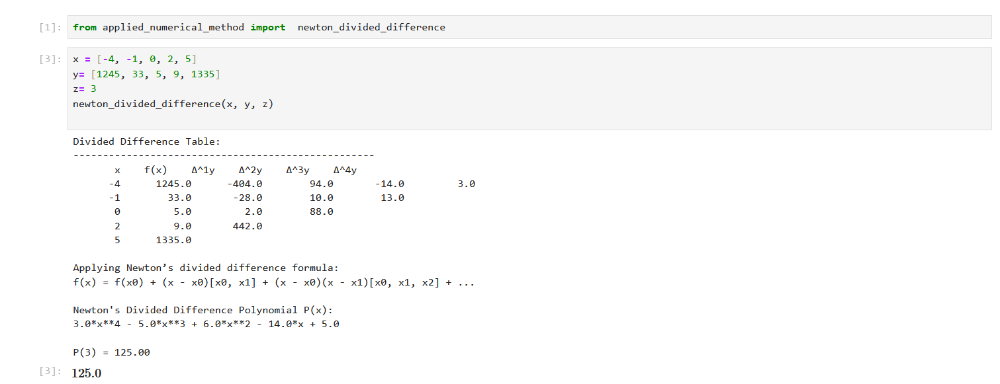 [1]: from applied_numerical_method import  newton_divided_difference
[3]: x = [-4, -1, 0, 2, 5]
y= [1245, 33, 5, 9, 1335]
z= 3
newton_divided_difference(x, y, z)
Divided Difference Table:
---------------------------------------------------
x    f(x)    Δ^1y    Δ^2y    Δ^3y    Δ^4y
-4    1245.0    -404.0    94.0    -14.0    3.0
-1    33.0    -28.0    10.0    13.0
0    5.0    2.0    88.0
2    9.0    442.0
5    1335.0
Applying Newton’s divided difference formula:
f(x) = f(x0) + (x - x0)[x0, x1] + (x - x0)(x - x1)[x0, x1, x2] + ...
Newton's Divided Difference Polynomial P(x):
3.0*x**4 - 5.0*x**3 + 6.0*x**2 - 14.0*x + 5.0
P(3) = 125.00
[3]: 125.0